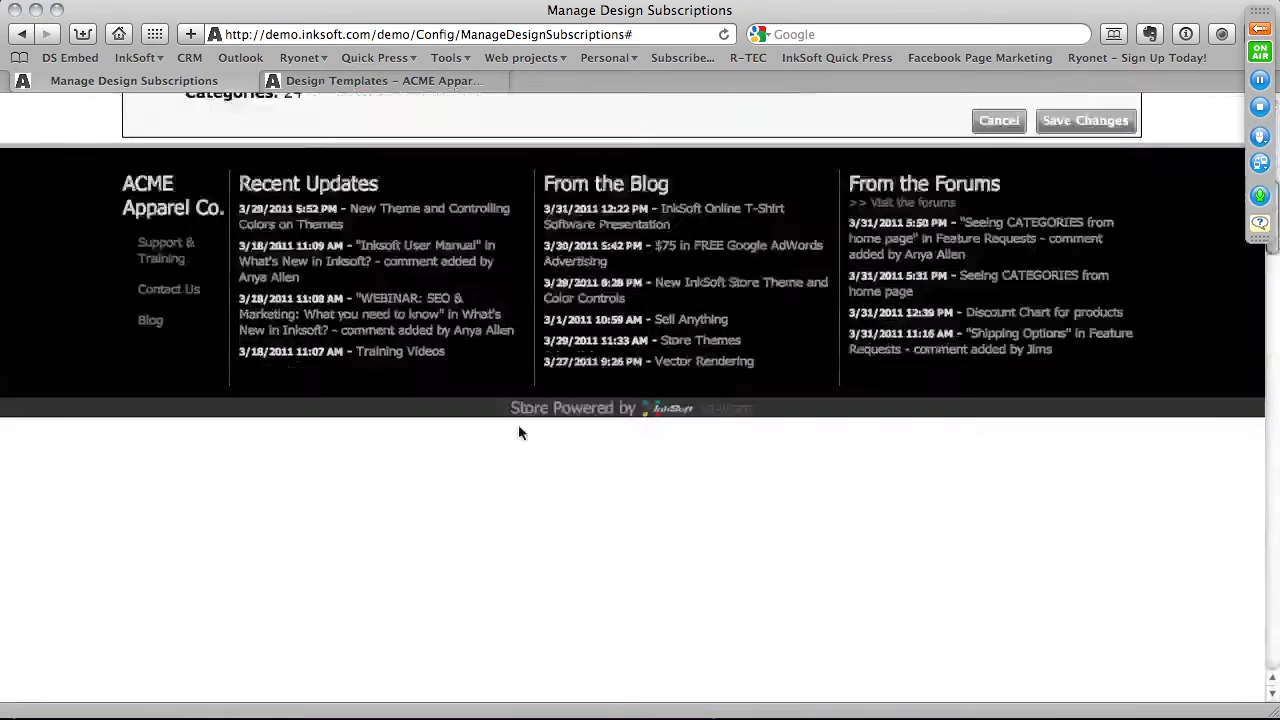 Manage Design Subscriptions
http://demo.inksoft.com/demo/Config/ManageDesignSubscriptions#
Google
DS Embed InkSoft CRM Outlook Ryonet Quick Press Tools Web projects Personal Subscribe... R-TEC InkSoft Quick Press Facebook Page Marketing Ryonet - Sign Up Today!
Manage Design Subscriptions
Design Templates – ACME Appar...
ON AIR
Categories: 24
Cancel Save Changes
ACME
Apparel Co.
Support &
Training
Contact Us
Blog
Recent Updates
3/29/2011 5:52 PM - New Theme and Controlling
Colors on Themes
3/18/2011 11:09 AM - "Inksoft User Manual" in
What's New in Inksoft? - comment added by
Anya Allen
3/18/2011 11:08 AM - "WEBINAR: SEO &
Marketing: What you need to know" in What's
New in Inksoft? - comment added by Anya Allen
3/18/2011 11:07 AM - Training Videos
From the Blog
3/31/2011 12:22 PM - InkSoft Online T-Shirt
Software Presentation
3/30/2011 5:42 PM - $75 in FREE Google AdWords
Advertising
3/29/2011 6:28 PM - New InkSoft Store Theme and
Color Controls
3/1/2011 10:59 AM - Sell Anything
3/29/2011 11:33 AM - Store Themes
3/27/2011 9:26 PM - Vector Rendering
From the Forums
>> Visit the forums
3/31/2011 5:50 PM - "Seeing CATEGORIES from
home page" in Feature Requests - comment
added by Anya Allen
3/31/2011 5:31 PM - Seeing CATEGORIES from
home page
3/31/2011 12:39 PM - Discount Chart for products
3/31/2011 11:16 AM - "Shipping Options" in Feature
Requests - comment added by Jims
Store Powered by InkSoft